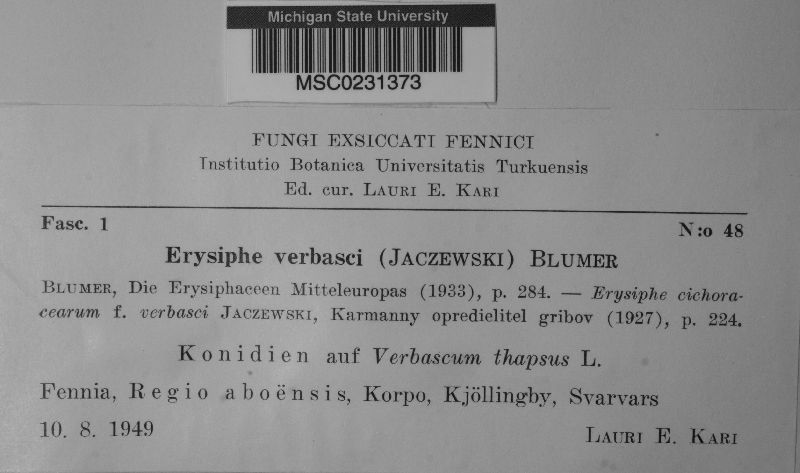 Michigan State University
MSC0231373
FUNGI EXSICCATI FENNICI
Institutio Botanica Universitatis Turkuensis
Ed. cur. LAURI E. KARI
Fasc. 1 N:o 48
Erysiphe verbasci (JACZEWSKI) BLUMER
BLUMER, Die Erysiphaceen Mitteleuropas (1933), p. 284. — Erysiphe cichora-
cearum f. verbasci JACZEWSKI, Karmanny opredielitel gribov (1927), p. 224.
Konidien auf Verbascum thapsus L.
Fennia, Regio aboënsis, Korpo, Kjöllingby, Svarvars
10. 8. 1949 LAURI E. KARI